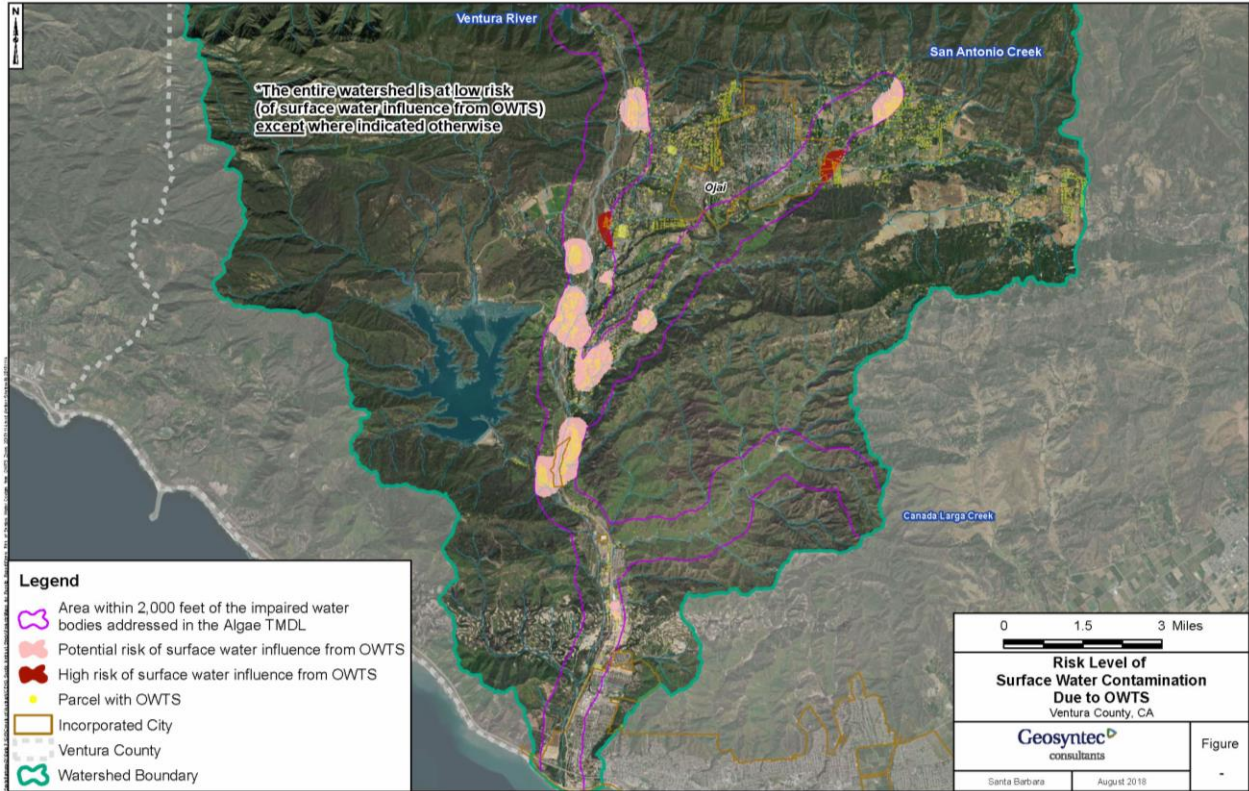 N
Ventura River
San Antonio Creek
*The entire watershed is at low risk
(of surface water influence from OWTS)
except where indicated otherwise
Ojai
Canada Larga Creek
Legend
Area within 2,000 feet of the impaired water
bodies addressed in the Algae TMDL
Potential risk of surface water influence from OWTS
High risk of surface water influence from OWTS
Parcel with OWTS
Incorporated City
Ventura County
Watershed Boundary
0 1.5 3 Miles
Risk Level of
Surface Water Contamination
Due to OWTS
Ventura County, CA
Geosyntec
consultants
Figure
-
Santa Barbara
August 2018